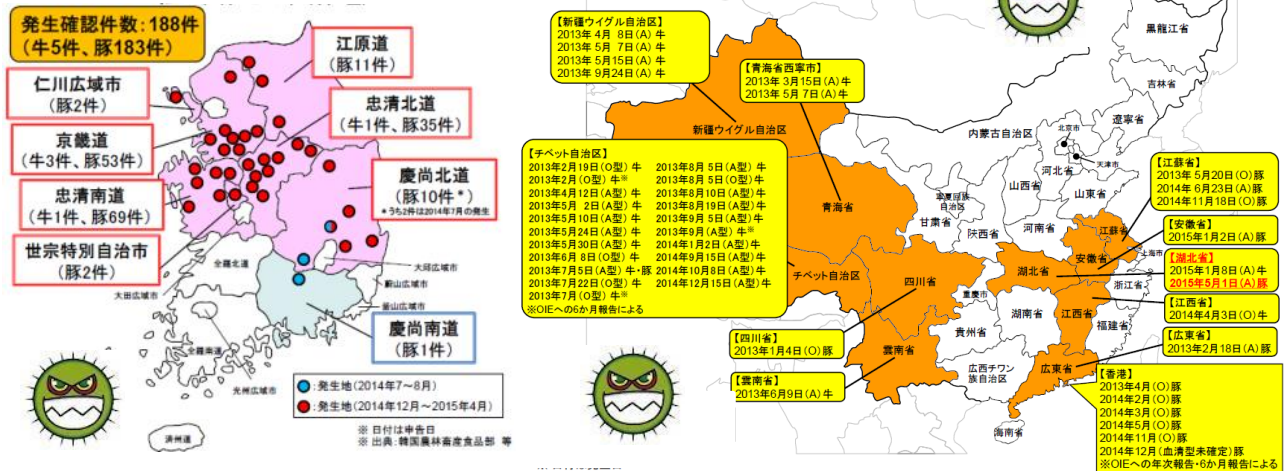 発生確認件数:188件
(牛5件、豚183件)
仁川広域市
(豚2件)
京畿道
(牛3件、豚53件)
忠清南道
(牛1件、豚69件)
世宗特別自治市
(豚2件)
江原道
(豚11件)
忠清北道
(牛1件、豚35件)
慶尚北道
(豚10件*)
*うち2件は2014年7月の発生
全羅北道
大田広域市
大邱広域市
蔚山広域市
釜山広域市
慶尚南道
(豚1件)
全羅南道
光州広域市
済州道
:発生地(2014年7~8月)
:発生地(2014年12月~2015年4月)
※ 日付は申告日
※ 出典:韓国農林畜産食品部 等
【新疆ウイグル自治区】
2013年 4月 8日(A) 牛
2013年 5月 7日(A) 牛
2013年 5月15日(A) 牛
2013年 9月24日(A) 牛
【青海省西寧市】
2013年 3月15日(A)牛
2013年 5月 7日(A)牛
【チベット自治区】
2013年2月19日(O型) 牛 2013年8月 5日(A型) 牛
2013年2月(O型) 牛※ 2013年8月 5日(O型) 牛
2013年4月12日(A型) 牛 2013年8月10日(A型) 牛
2013年5月 2日(A型) 牛 2013年8月19日(A型) 牛
2013年5月10日(A型) 牛 2013年9月 5日(A型) 牛
2013年5月24日(A型) 牛 2013年9月(A型) 牛※
2013年5月30日(A型) 牛 2014年1月2日(A型) 牛
2013年6月 8日(O型) 牛 2014年9月15日(A型)牛
2013年7月5日(A型) 牛・豚 2014年10月8日(A型)牛
2013年7月22日(O型) 牛 2014年12月15日(A型)牛
2013年7月(O型) 牛※
※OIEへの6か月報告による
【四川省】
2013年1月4日(O)豚
【雲南省】
2013年6月9日(A)牛
新疆ウイグル自治区
青海省
チベット自治区
四川省
雲南省
甘粛省
寧夏回族
自治区
内蒙古自治区
陝西省
山西省
河北省
北京市
天津市
山東省
河南省
黒龍江省
吉林省
遼寧省
江蘇省
安徽省
上海市
浙江省
湖北省
重慶市
湖南省
江西省
福建省
貴州省
広西チワン
族自治区
広東省
海南省
【江蘇省】
2013年 5月20日(O)豚
2014年 6月23日(A)豚
2014年11月18日(O)豚
【安徽省】
2015年1月2日(A)豚
【湖北省】
2015年1月8日(A)牛
2015年5月1日(A)豚
【江西省】
2014年4月3日(O)牛
【広東省】
2013年2月18日(A)豚
【香港】
2013年4月(O)豚
2014年2月(O)豚
2014年3月(O)豚
2014年5月(O)豚
2014年11月(O)豚
2014年12月(血清型未確定)豚
※OIEへの年次報告・6か月報告による